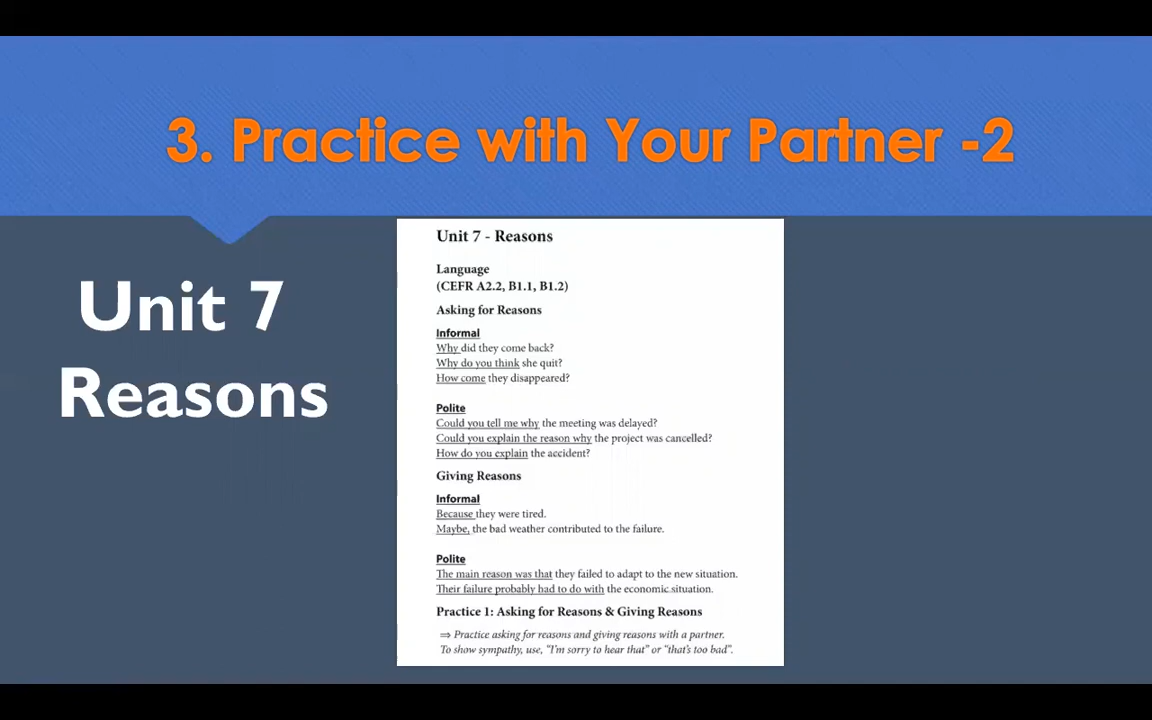 3. Practice with Your Partner -2
Unit 7
Reasons
Unit 7 - Reasons
Language
(CEFR A2.2, B1.1, B1.2)
Asking for Reasons
Informal
Why did they come back?
Why do you think she quit?
How come they disappeared?
Polite
Could you tell me why the meeting was delayed?
Could you explain the reason why the project was cancelled?
How do you explain the accident?
Giving Reasons
Informal
Because they were tired.
Maybe, the bad weather contributed to the failure.
Polite
The main reason was that they failed to adapt to the new situation.
Their failure probably had to do with the economic situation.
Practice 1: Asking for Reasons & Giving Reasons
⇒ Practice asking for reasons and giving reasons with a partner.
To show sympathy, use, “I’m sorry to hear that” or “that’s too bad”.